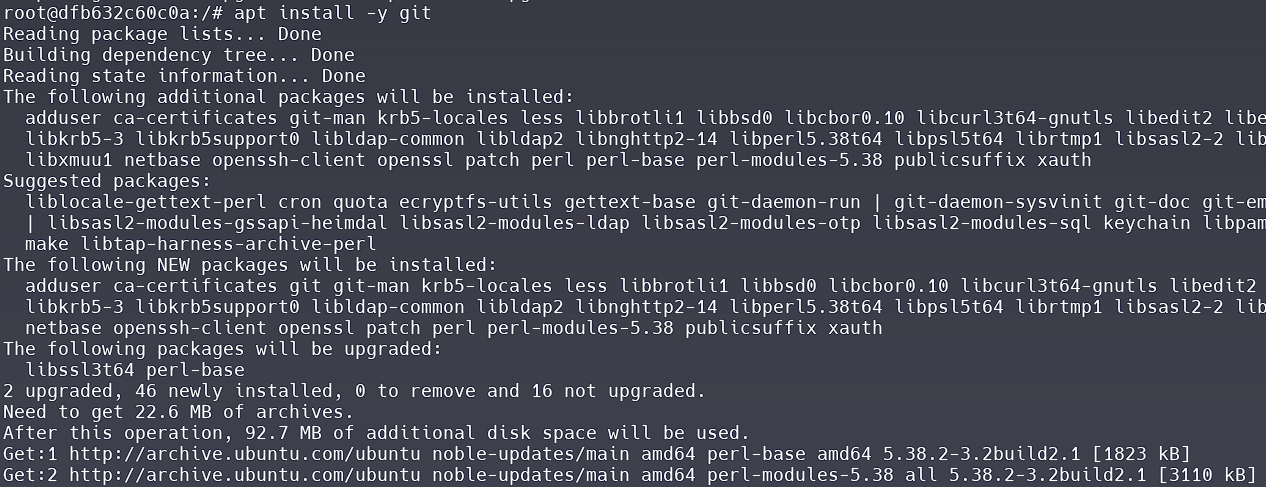 root@dfb632c60c0a:/# apt install -y git
Reading package lists... Done
Building dependency tree... Done
Reading state information... Done
The following additional packages will be installed:
  adduser ca-certificates git-man krb5-locales less libbrotli1 libbsd0 libcbor0.10 libcurl3t64-gnutls libedit2 libe
  libkrb5-3 libkrb5support0 libldap-common libldap2 libnghttp2-14 libperl5.38t64 libpsl5t64 librtmp1 libsasl2-2 lib
  libxmuu1 netbase openssh-client openssl patch perl perl-base perl-modules-5.38 publicsuffix xauth
Suggested packages:
  liblocale-gettext-perl cron quota ecryptfs-utils gettext-base git-daemon-run | git-daemon-sysvinit git-doc git-em
  | libsasl2-modules-gssapi-heimdal libsasl2-modules-ldap libsasl2-modules-otp libsasl2-modules-sql keychain libpam
  make libtap-harness-archive-perl
The following NEW packages will be installed:
  adduser ca-certificates git git-man krb5-locales less libbrotli1 libbsd0 libcbor0.10 libcurl3t64-gnutls libedit2
  libkrb5-3 libkrb5support0 libldap-common libldap2 libnghttp2-14 libperl5.38t64 libpsl5t64 librtmp1 libsasl2-2 lib
  netbase openssh-client openssl patch perl perl-modules-5.38 publicsuffix xauth
The following packages will be upgraded:
  libssl3t64 perl-base
2 upgraded, 46 newly installed, 0 to remove and 16 not upgraded.
Need to get 22.6 MB of archives.
After this operation, 92.7 MB of additional disk space will be used.
Get:1 http://archive.ubuntu.com/ubuntu noble-updates/main amd64 perl-base amd64 5.38.2-3.2build2.1 [1823 kB]
Get:2 http://archive.ubuntu.com/ubuntu noble-updates/main amd64 perl-modules-5.38 all 5.38.2-3.2build2.1 [3110 kB]